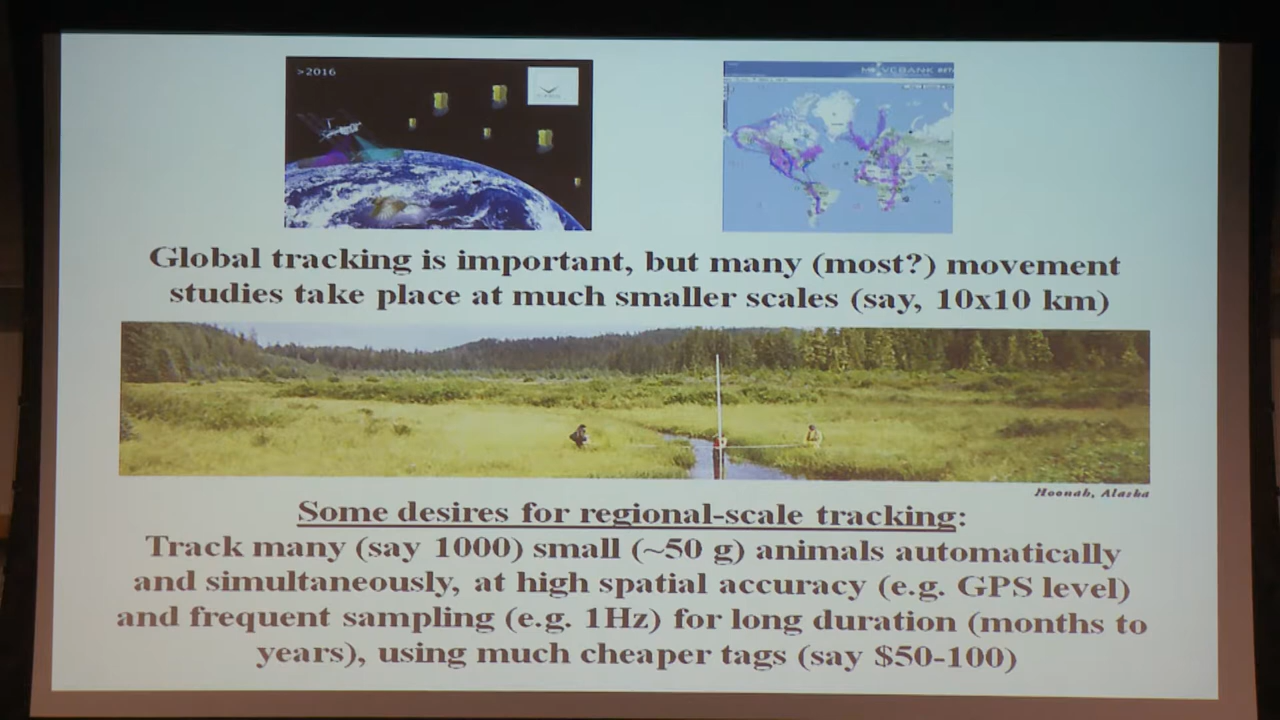 >2016
MOVEBANK
Global tracking is important, but many (most?) movement
studies take place at much smaller scales (say, 10x10 km)
Hoonah, Alaska
Some desires for regional-scale tracking:
Track many (say 1000) small (~50 g) animals automatically
and simultaneously, at high spatial accuracy (e.g. GPS level)
and frequent sampling (e.g. 1Hz) for long duration (months to
years), using much cheaper tags (say $50-100)